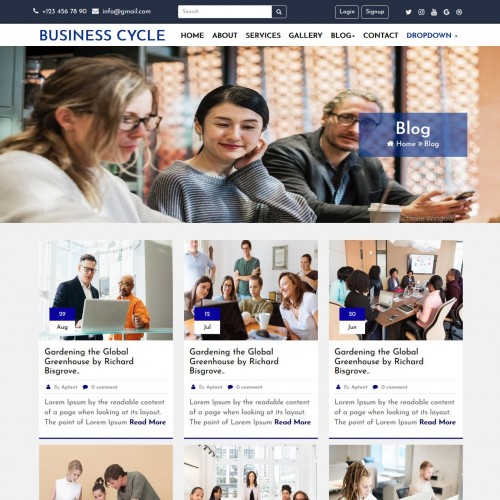 +123 456 78 90 info@gmail.com Search Login Signup
BUSINESS CYCLE HOME ABOUT SERVICES GALLERY BLOG CONTACT DROPDOWN
Blog
Home » Blog
Activate Windows
29
Aug
12
Jul
20
Jun
Gardening the Global
Greenhouse by Richard
Bisgrove..
By Aptent 0 comment
Lorem Ipsum by the readable content
of a page when looking at its layout.
The point of Lorem Ipsum Read More
Gardening the Global
Greenhouse by Richard
Bisgrove..
By Aptent 0 comment
Lorem Ipsum by the readable content
of a page when looking at its layout.
The point of Lorem Ipsum Read More
Gardening the Global
Greenhouse by Richard
Bisgrove..
By Aptent 0 comment
Lorem Ipsum by the readable content
of a page when looking at its layout.
The point of Lorem Ipsum Read More